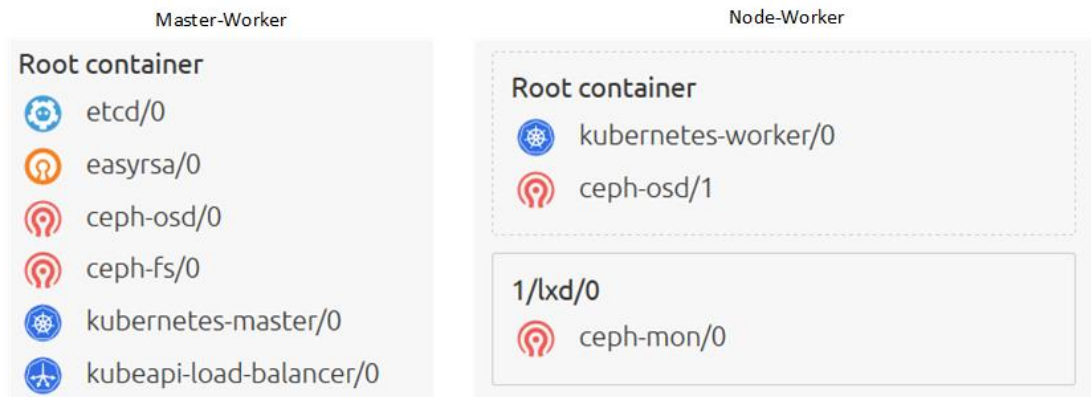 Master-Worker
Root container
etcd/0
easyrsa/0
ceph-osd/0
ceph-fs/0
kubernetes-master/0
kubeapi-load-balancer/0
Node-Worker
Root container
kubernetes-worker/0
ceph-osd/1
1/lxd/0
ceph-mon/0